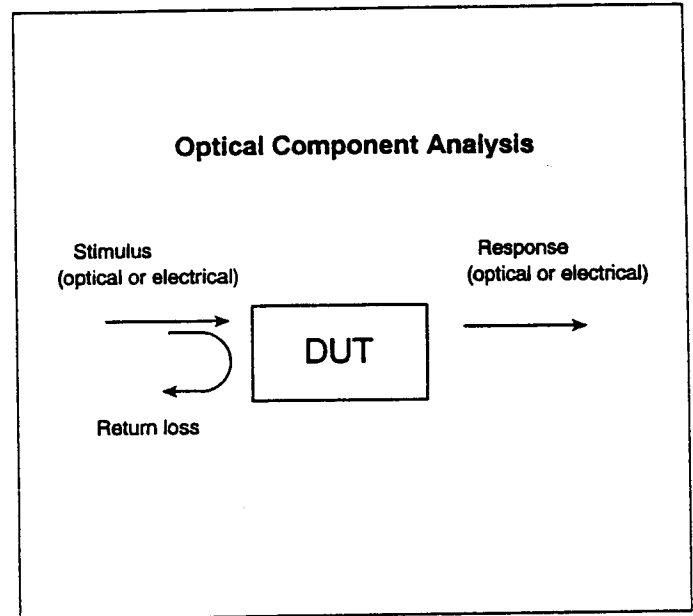 Optical Component Analysis
Stimulus
(optical or electrical)
Response
(optical or electrical)
DUT
Return loss